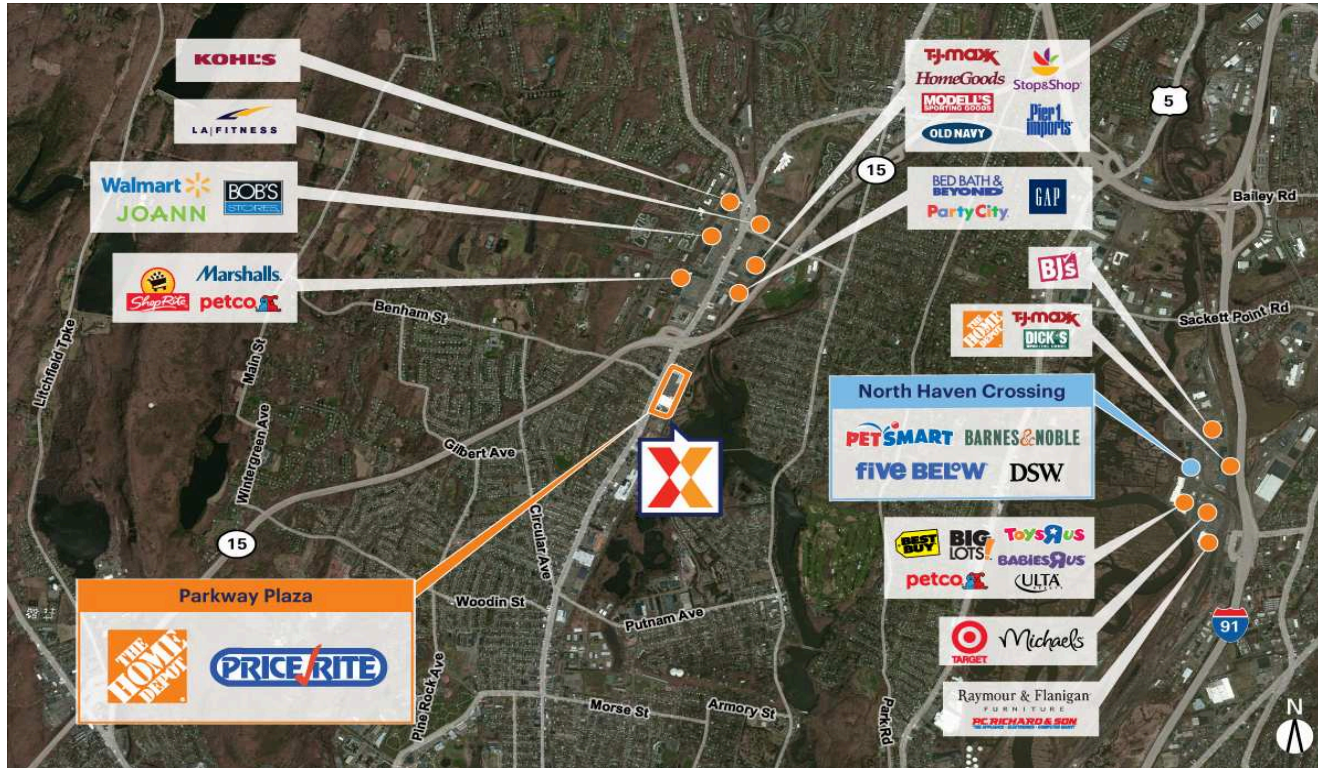 KOHL'S
LA|FITNESS
Walmart
JOANN
BOB'S
STORES
ShopRite
Marshalls
petco
T·J·maxx
HomeGoods
MODELL'S
SPORTING GOODS
OLD NAVY
Stop&Shop
Pier 1
imports
5
15
BED BATH &
BEYOND
Party City
GAP
Bailey Rd
BJ's
Sackett Point Rd
THE
HOME
DEPOT
T·J·maxx
DICK'S
SPORTING GOODS
North Haven Crossing
PETSMART
BARNES&NOBLE
five BELOW
DSW
BEST
BUY
BIG
LOTS!
TOYSRUS
BABIESRUS
petco
ULTA
BEAUTY
TARGET
Michaels
91
Raymour & Flanigan
FURNITURE
P.C. RICHARD & SON
N
Litchfield Tpke
Main St
Benham St
Wintergreen Ave
Gilbert Ave
Circular Ave
15
Parkway Plaza
THE
HOME
DEPOT
PRICE RITE
Woodin St
Putnam Ave
Pine Rock Ave
Morse St
Armory St
Park Rd